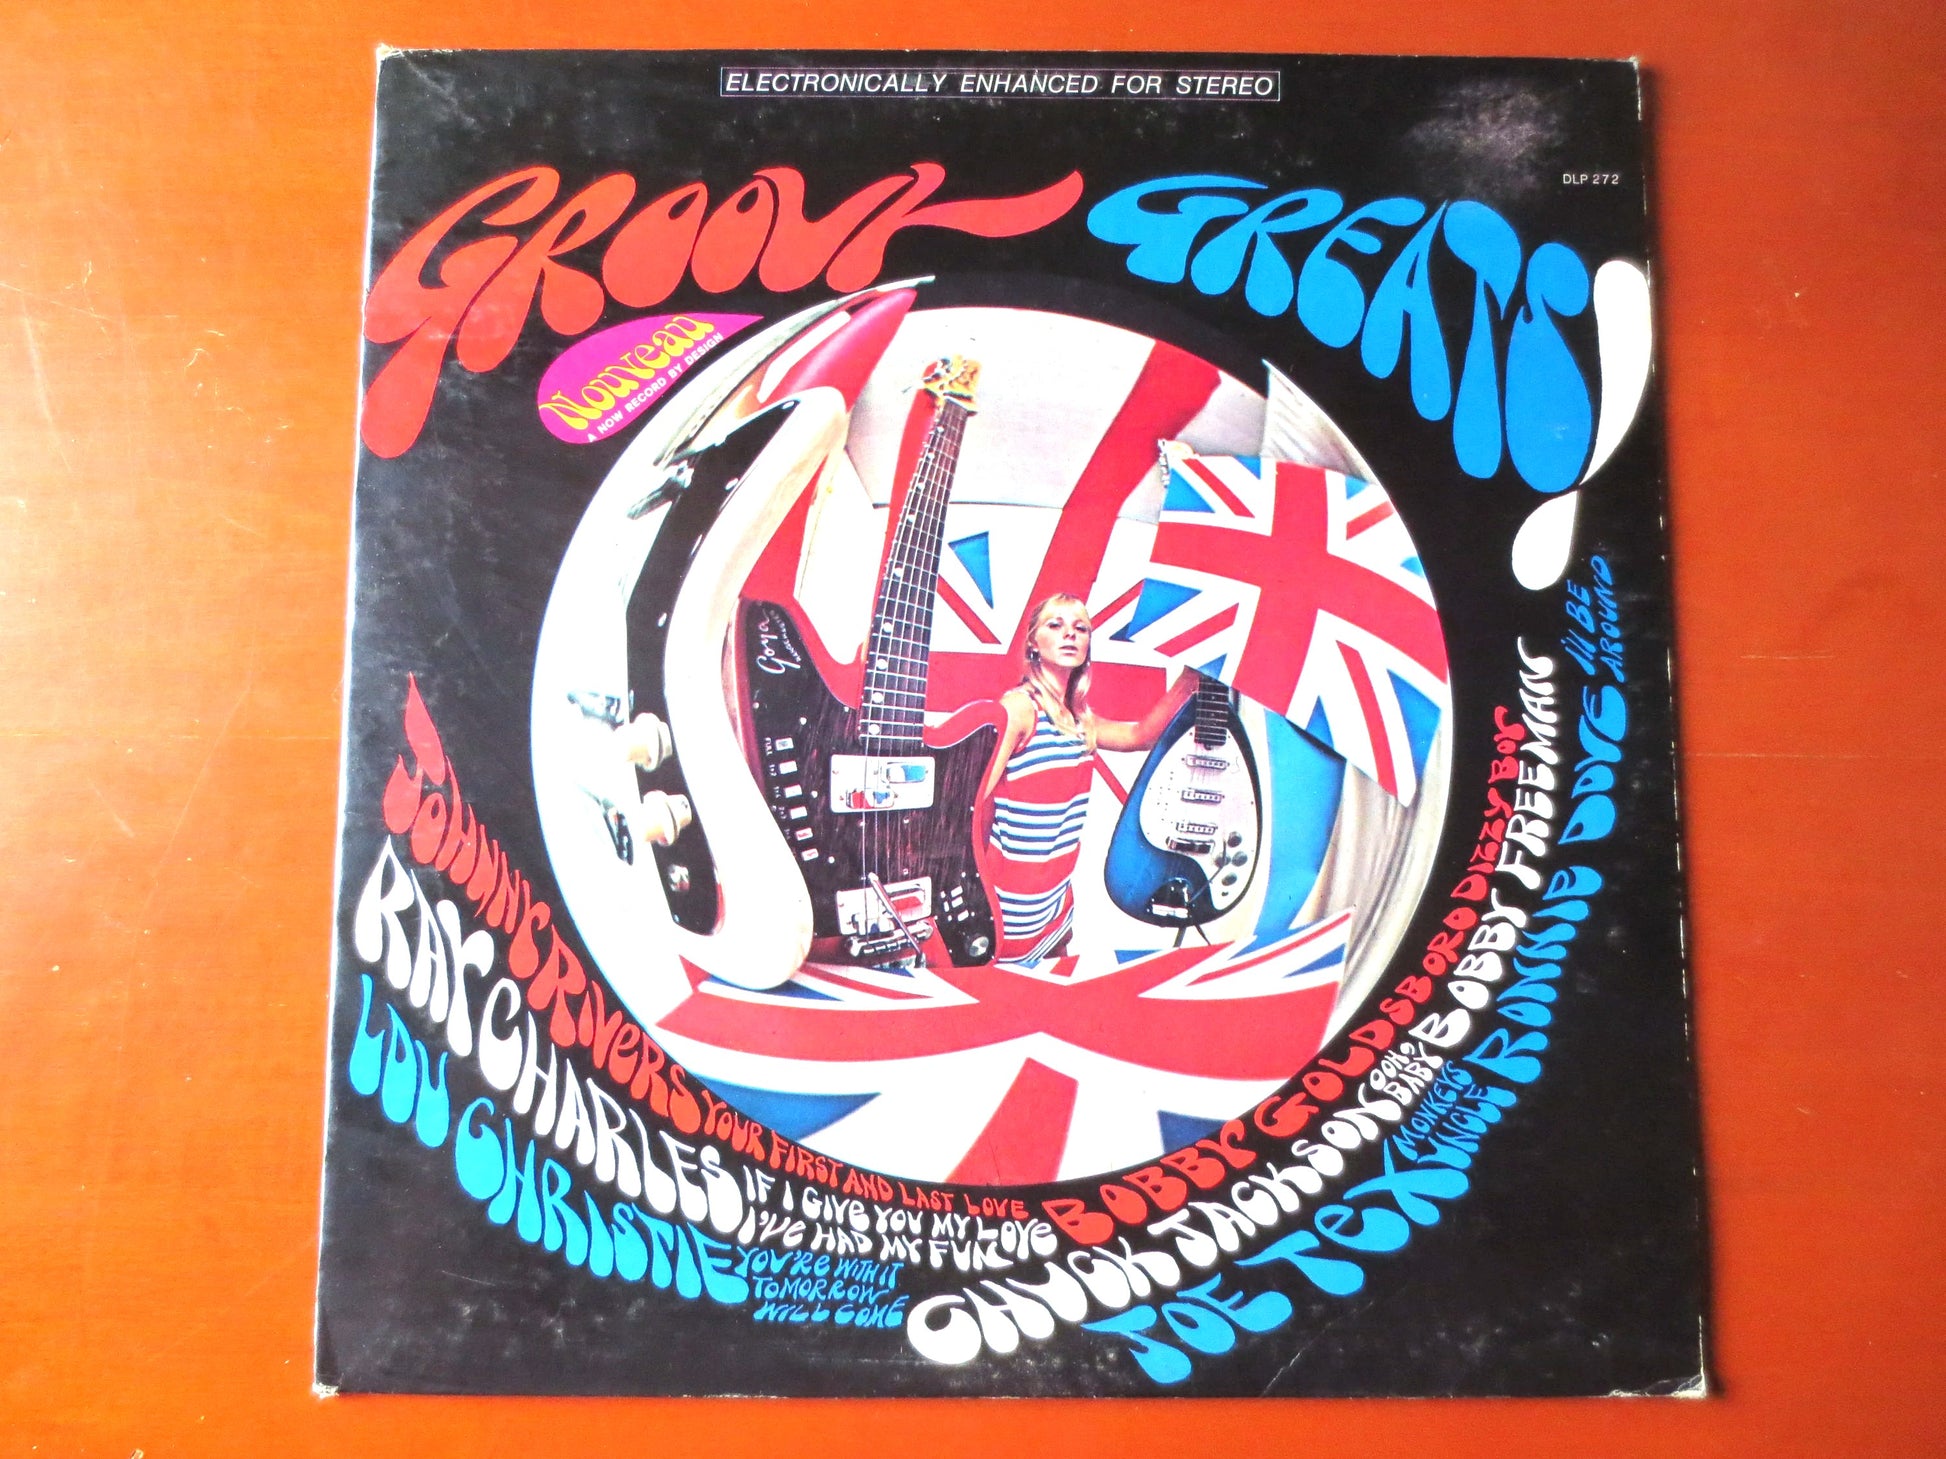 ELECTRONICALLY ENHANCED FOR STEREO
DLP 272
GROOVY GREATS!
NOUVEAU
A NOW RECORD BY DESIGN
Goya
JOHNNY RIVERS YOUR FIRST AND LAST LOVE
RAY CHARLES IF I GIVE YOU MY LOVE
I'VE HAD MY FUN
LOU CHRISTIE YOU'RE WITH IT
TOMORROW
WILL COME
BOBBY GOLDSBORO DIZZY BOY
CHUCK JACKSON OOH,
BABY
BOBBY FREEMAN
JOE TEX MONKEYS
UNCLE
RONNIE DOVE I'll BE
AROUND